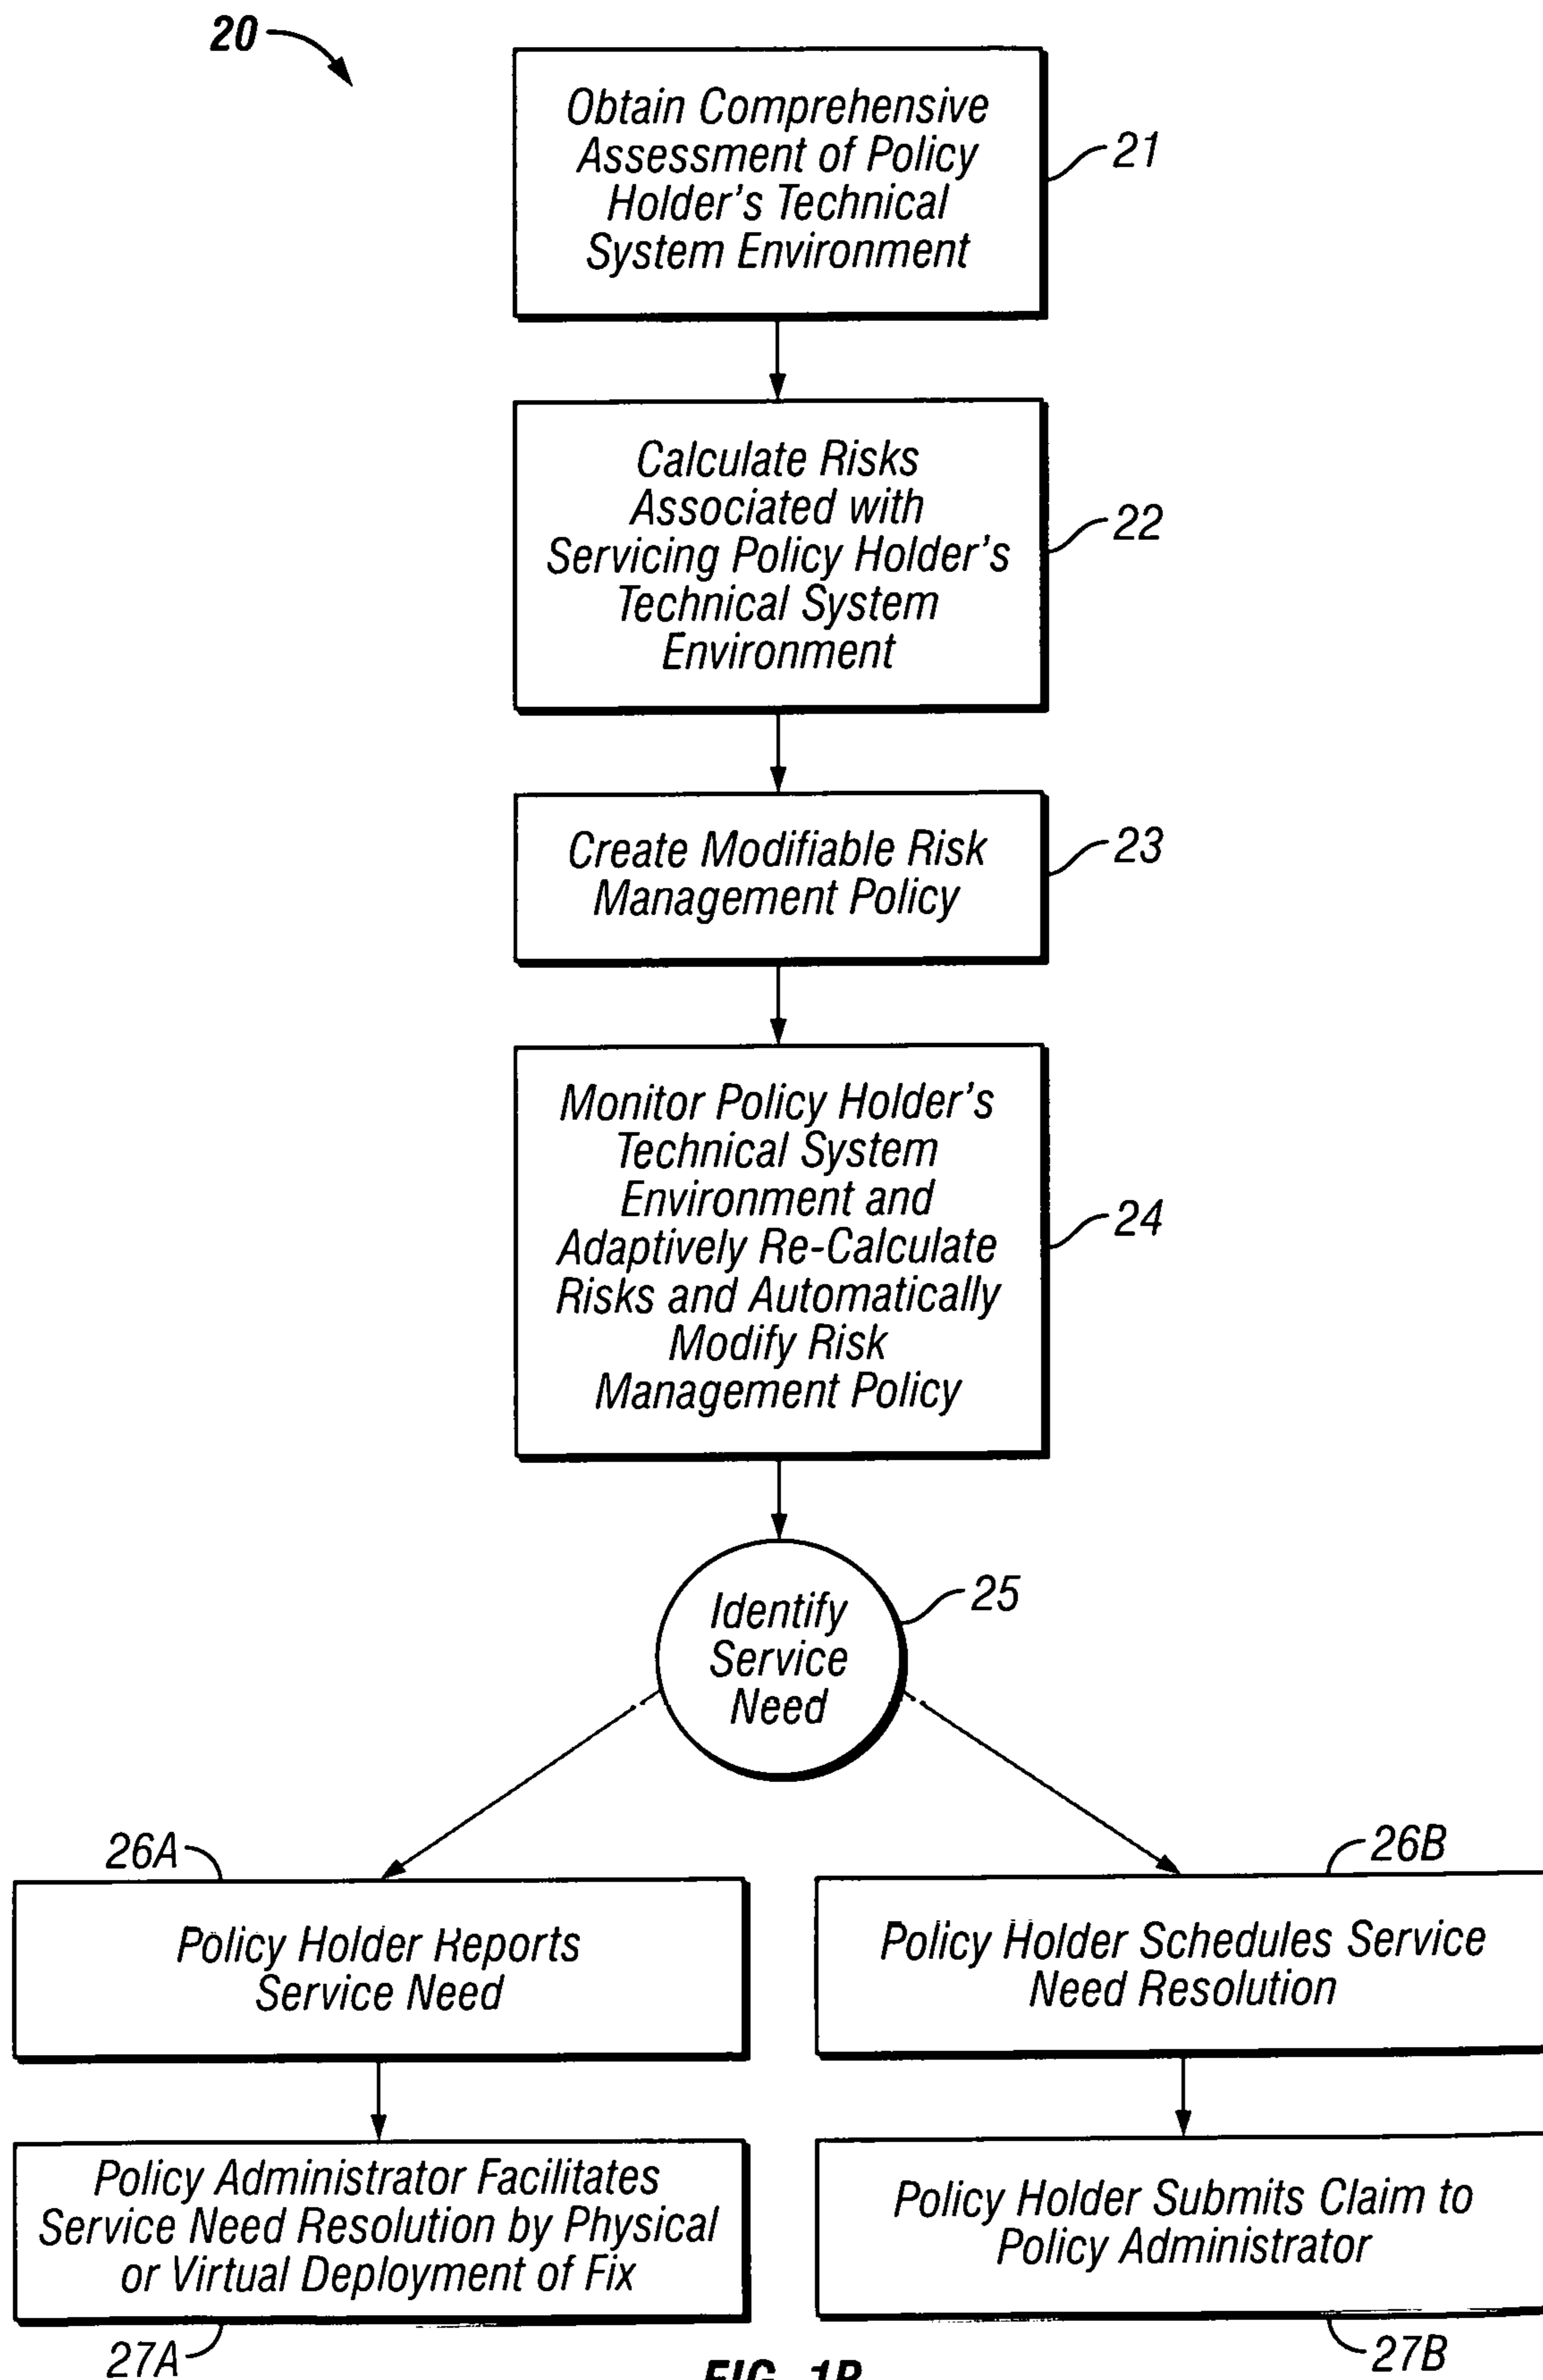 20
Obtain Comprehensive
Assessment of Policy
Holder's Technical
System Environment
21
Calculate Risks
Associated with
Servicing Policy Holder's
Technical System
Environment
22
Create Modifiable Risk
Management Policy
23
Monitor Policy Holder's
Technical System
Environment and
Adaptively Re-Calculate
Risks and Automatically
Modify Risk
Management Policy
24
Identify
Service
Need
25
26A
Policy Holder Reports
Service Need
26B
Policy Holder Schedules Service
Need Resolution
Policy Administrator Facilitates
Service Need Resolution by Physical
or Virtual Deployment of Fix
27A
Policy Holder Submits Claim to
Policy Administrator
27B
FIG. 1B